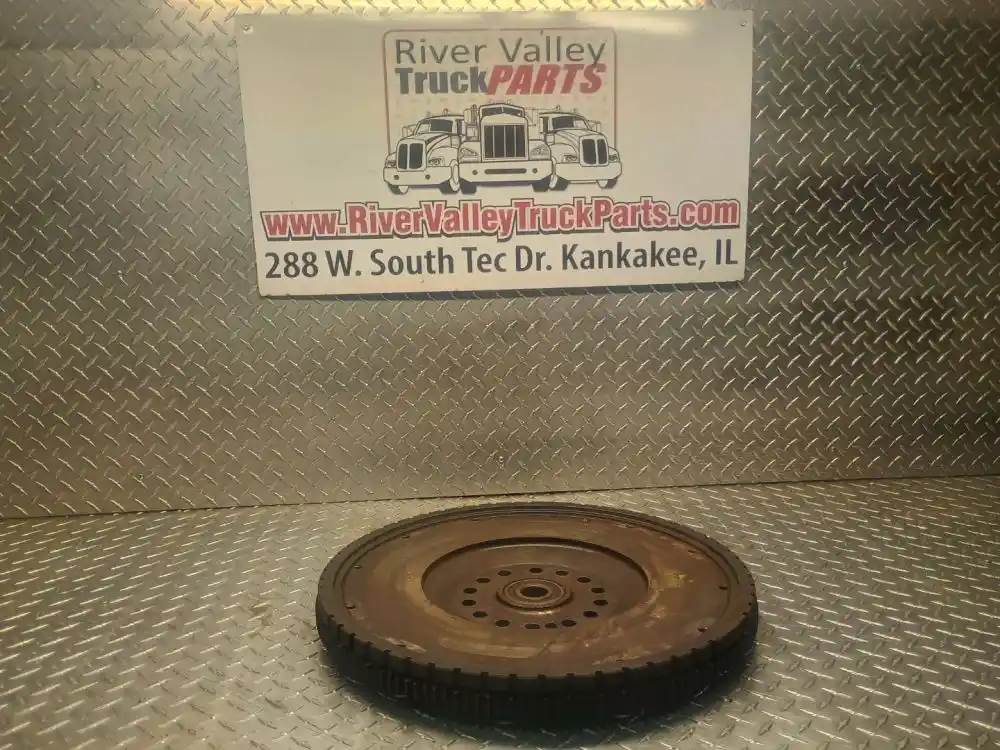 River Valley
TruckPARTS
www.RiverValleyTruckParts.com
288 W. South Tec Dr. Kankakee, IL